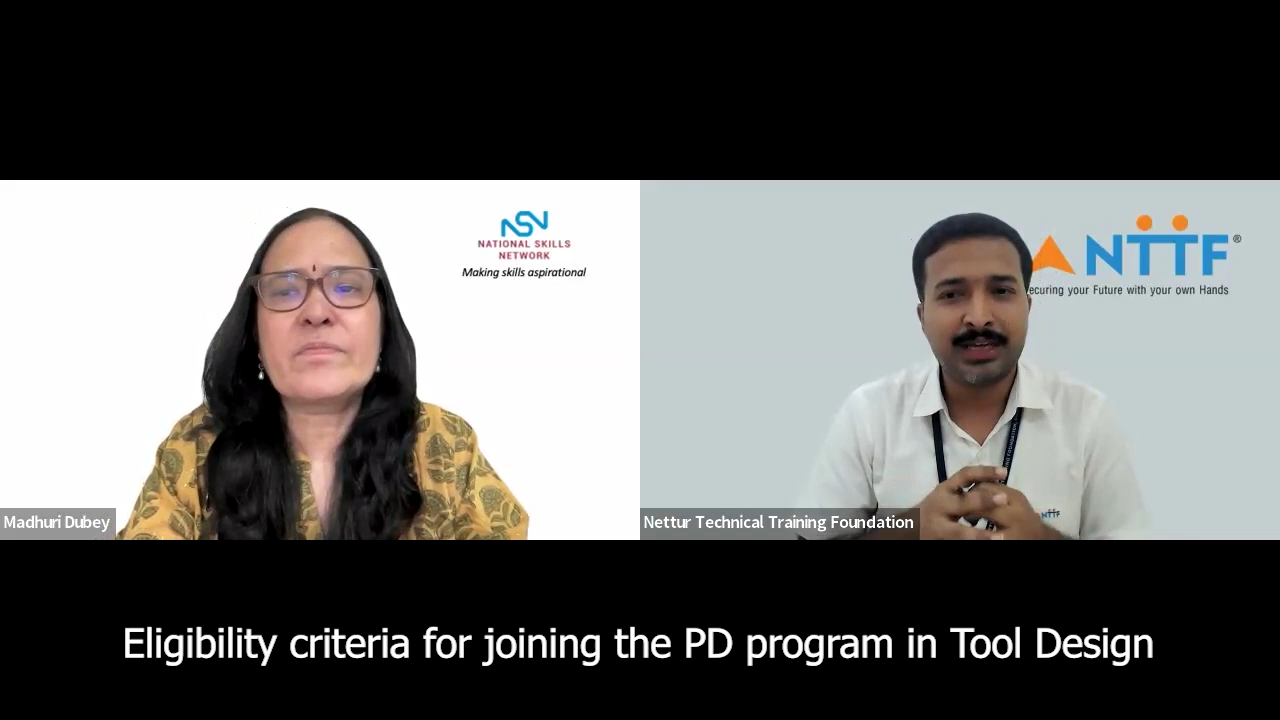 NSN
NATIONAL SKILLS
NETWORK
Making skills aspirational
Madhuri Dubey
NTTF®
ecuring your Future with your own Hands
NTTF
Nettur Technical Training Foundation
Eligibility criteria for joining the PD program in Tool Design